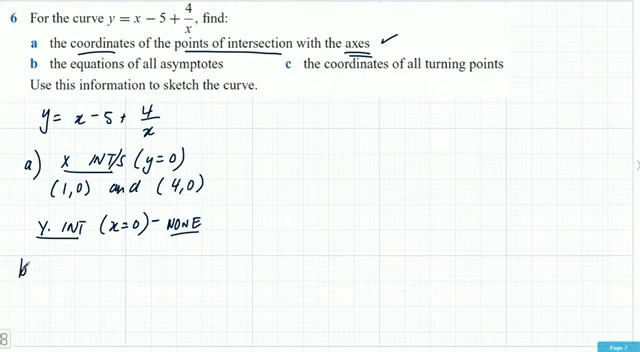 6 For the curve y = x − 5 + 4/x, find:
a the coordinates of the points of intersection with the axes ✓
b the equations of all asymptotes c the coordinates of all turning points
Use this information to sketch the curve.
y = x − 5 + 4/x
a) X INT/S (y=0)
(1,0) and (4,0)
Y. INT (x=0) − NONE
b
Page 7